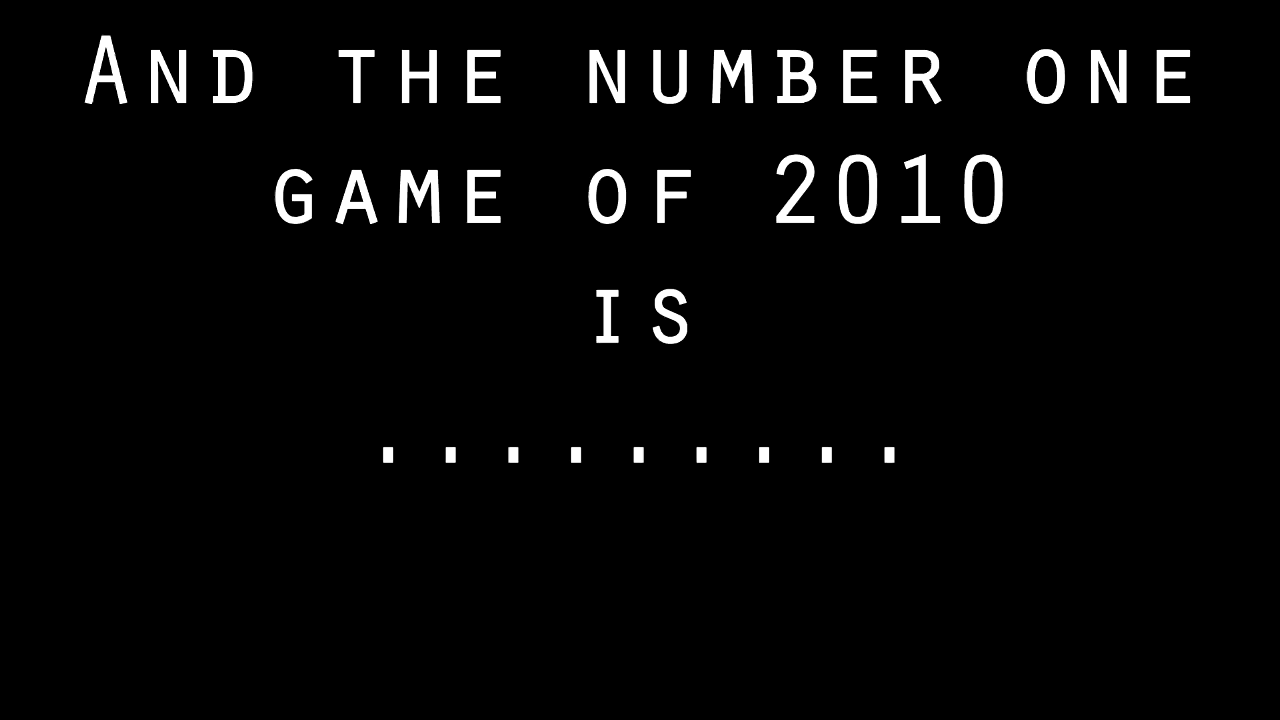 And the number one
game of 2010
is
.........